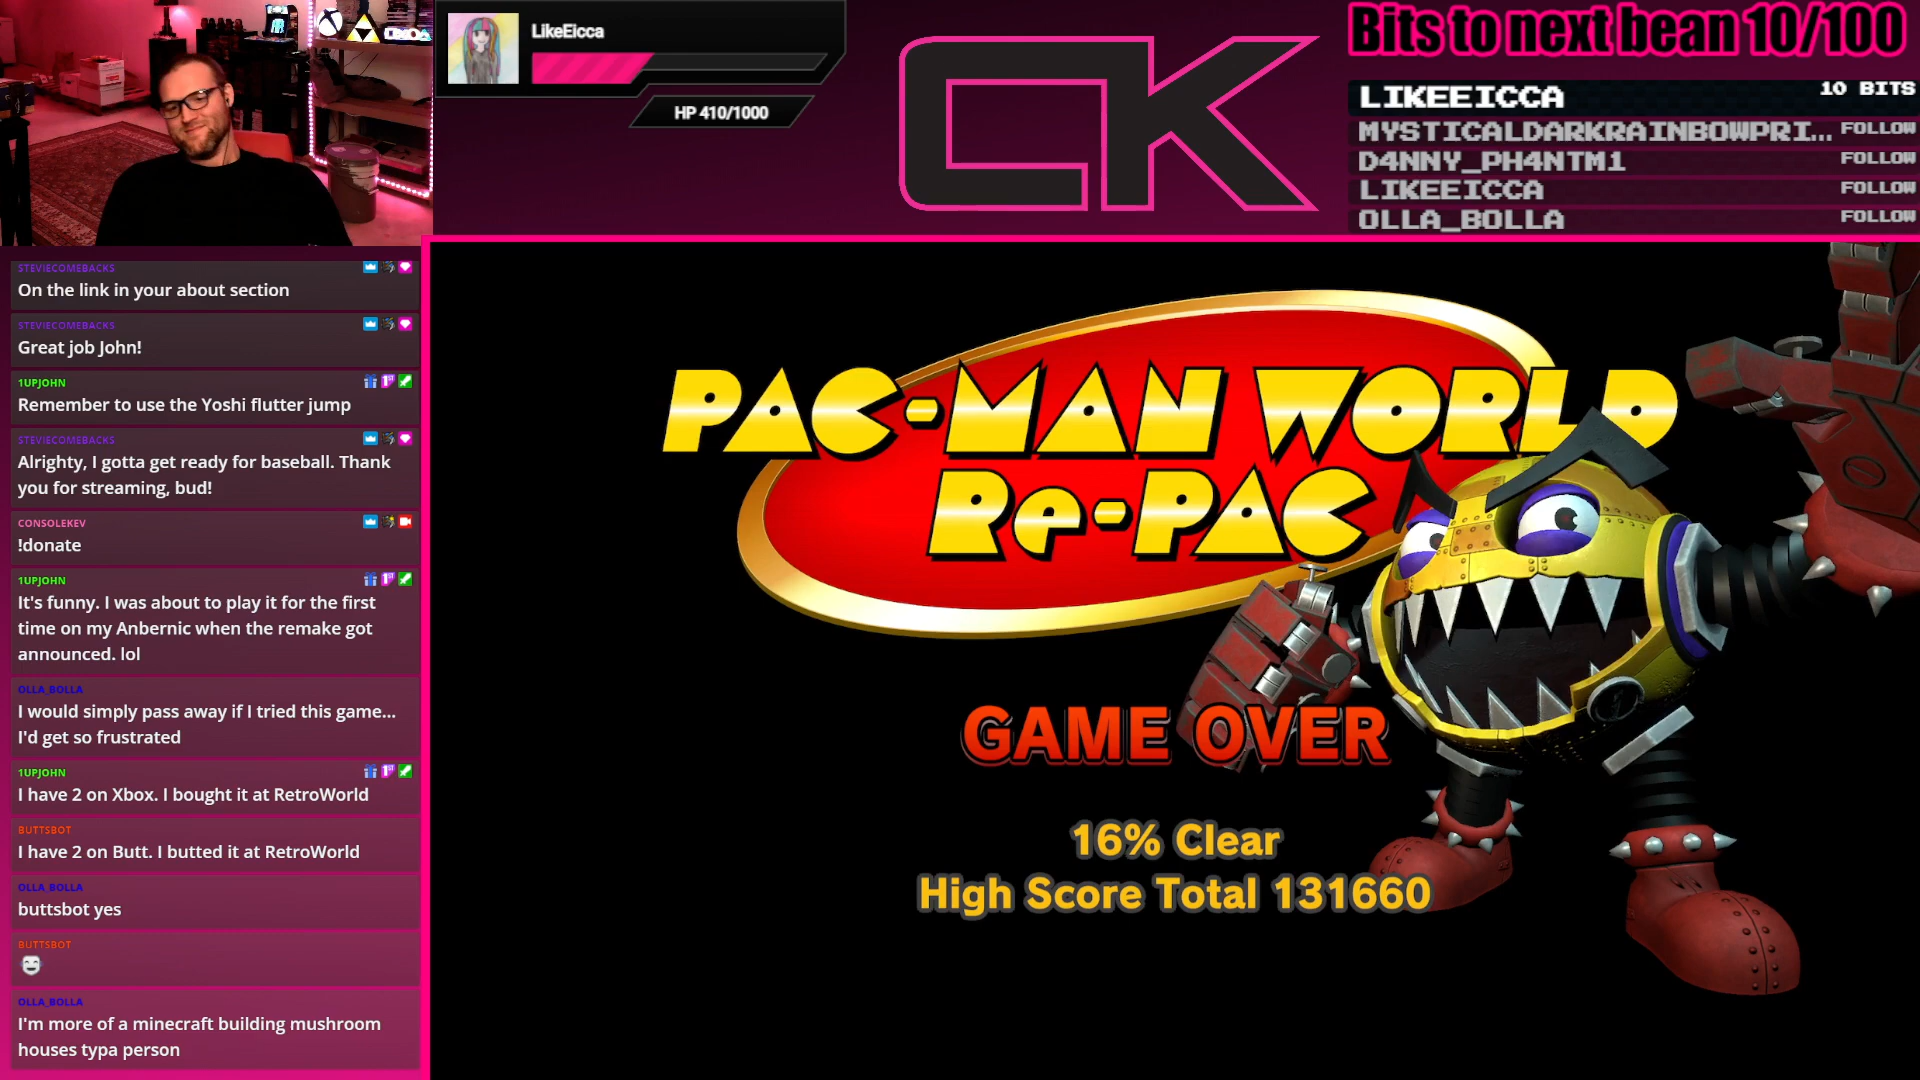 LikeEicca
HP 410/1000
CK
Bits to next bean 10/100
LIKEEICCA 10 BITS
MYSTICALDARKRAINBOWPRI... FOLLOW
D4NNY_PH4NTM1 FOLLOW
LIKEEICCA FOLLOW
OLLA_BOLLA FOLLOW
STEVIECOMEBACKS
On the link in your about section
STEVIECOMEBACKS
Great job John!
1UPJOHN
Remember to use the Yoshi flutter jump
STEVIECOMEBACKS
Alrighty, I gotta get ready for baseball. Thank
you for streaming, bud!
CONSOLEKEV
!donate
1UPJOHN
It's funny. I was about to play it for the first
time on my Anbernic when the remake got
announced. lol
OLLA_BOLLA
I would simply pass away if I tried this game...
I'd get so frustrated
1UPJOHN
I have 2 on Xbox. I bought it at RetroWorld
BUTTSBOT
I have 2 on Butt. I butted it at RetroWorld
OLLA_BOLLA
buttsbot yes
BUTTSBOT
OLLA_BOLLA
I'm more of a minecraft building mushroom
houses typa person
PAC-MAN WORLD
Re-PAC
GAME OVER
16% Clear
High Score Total 131660